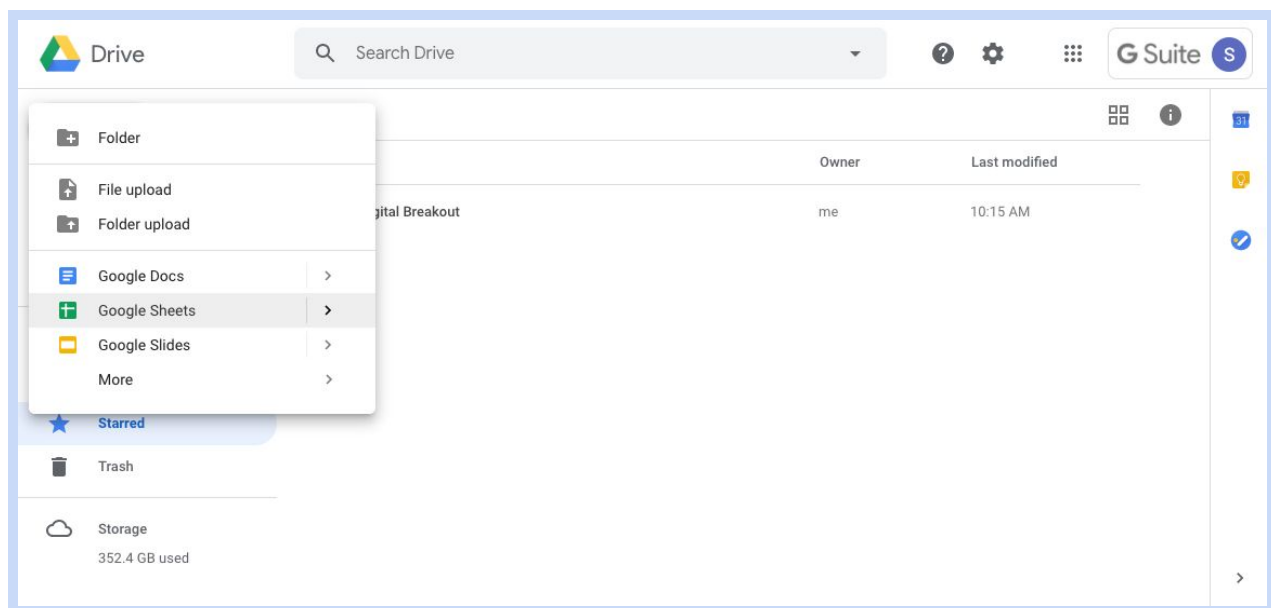 Drive
Search Drive
G Suite
S
Folder
File upload
Folder upload
Google Docs
Google Sheets
Google Slides
More
Starred
Trash
Storage
352.4 GB used
Owner
Last modified
gital Breakout
me
10:15 AM
31